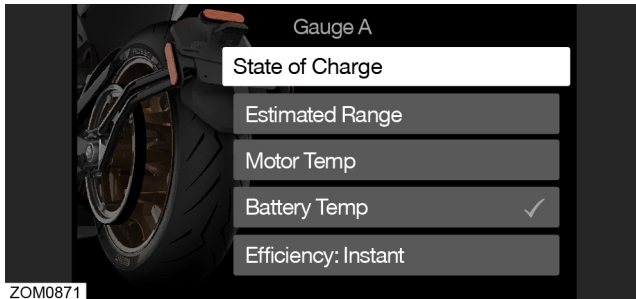 Gauge A
State of Charge
Estimated Range
Motor Temp
Battery Temp
Efficiency: Instant
ZOM0871